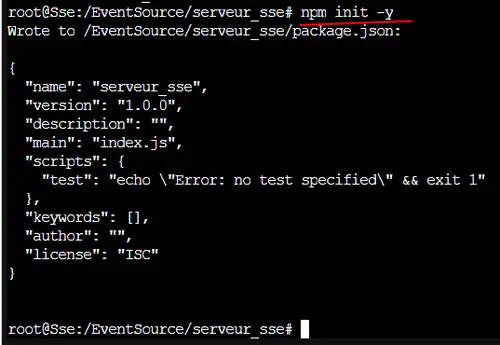 root@Sse:/EventSource/serveur_sse# npm init -y
Wrote to /EventSource/serveur_sse/package.json:
{
"name": "serveur_sse",
"version": "1.0.0",
"description": "",
"main": "index.js",
"scripts": {
"test": "echo \"Error: no test specified\" && exit 1"
},
"keywords": [],
"author": "",
"license": "ISC"
}
root@Sse:/EventSource/serveur_sse#